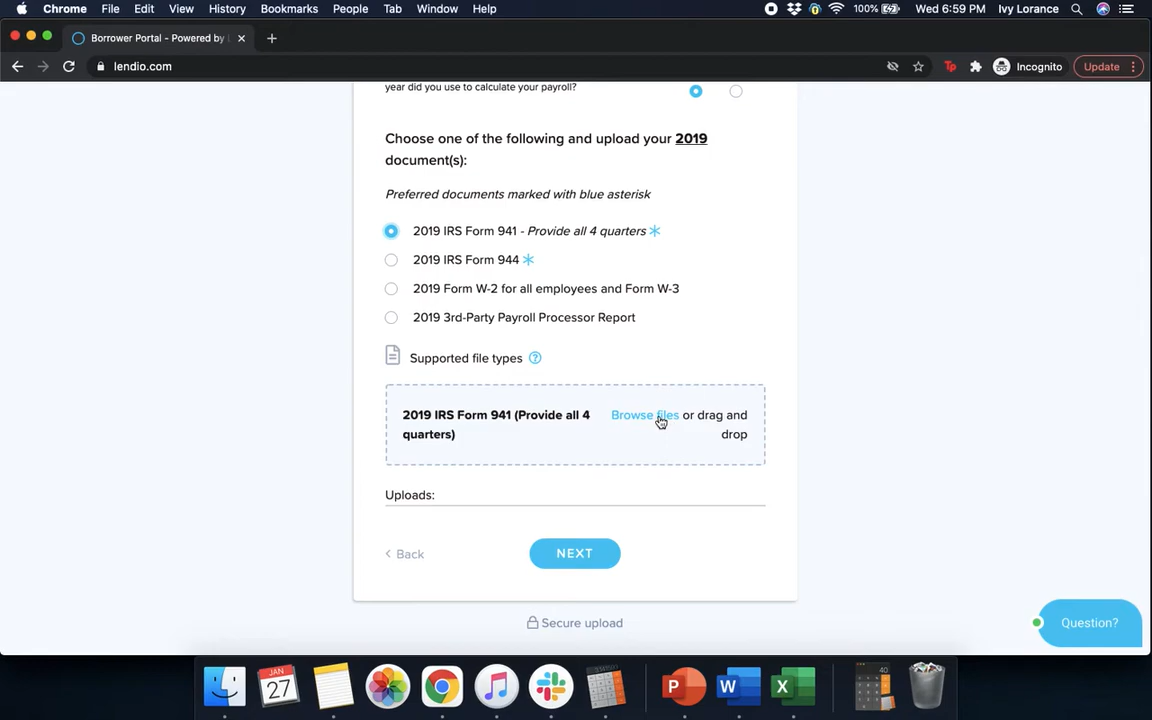 Chrome File Edit View History Bookmarks People Tab Window Help 100% Wed 6:59 PM Ivy Lorance
Borrower Portal - Powered by
lendio.com Incognito Update
year did you use to calculate your payroll?
Choose one of the following and upload your 2019
document(s):
Preferred documents marked with blue asterisk
2019 IRS Form 941 - Provide all 4 quarters *
2019 IRS Form 944 *
2019 Form W-2 for all employees and Form W-3
2019 3rd-Party Payroll Processor Report
Supported file types ?
2019 IRS Form 941 (Provide all 4 Browse files or drag and
quarters) drop
Uploads:
< Back NEXT
Secure upload
Question?
JAN
27
P W X 40